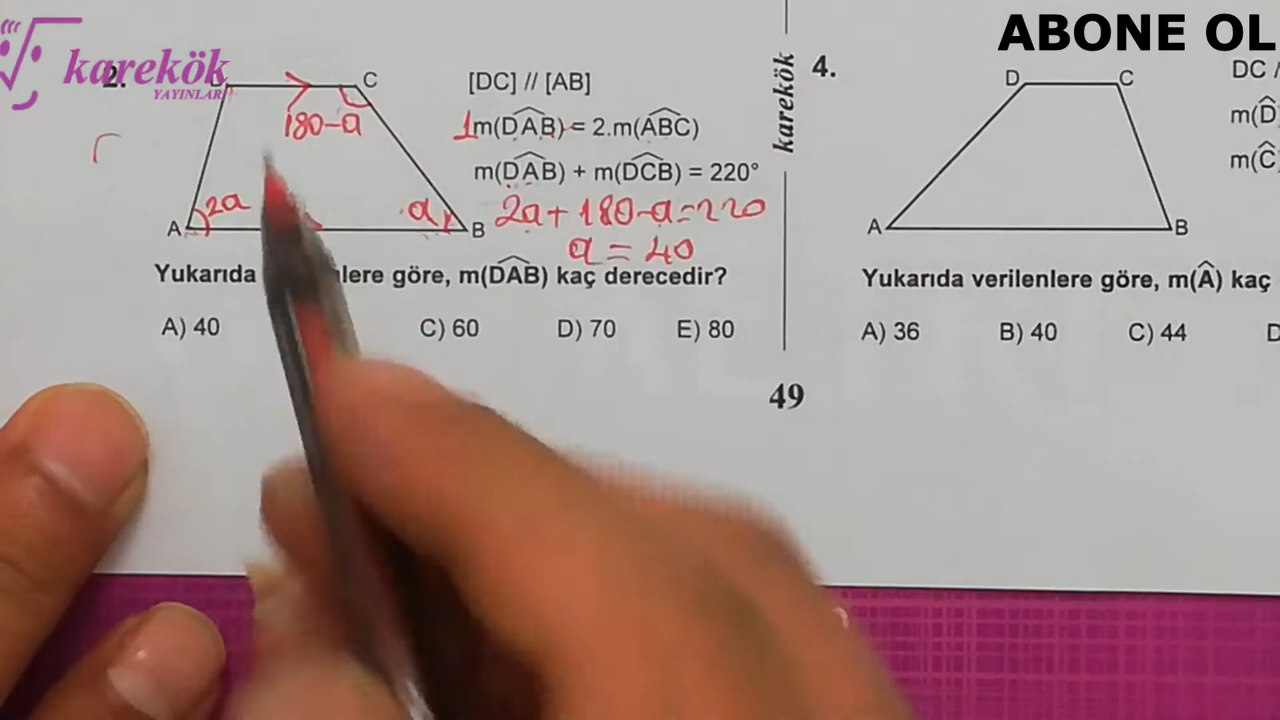 ABONE OL
karekök
YAYINLARI
2.
C
180-a
2a
a
A
B
[DC] // [AB]
1m(DAB) = 2.m(ABC)
m(DAB) + m(DCB) = 220°
2a+180-a=220
a = 40
Yukarıda göre, m(DAB) kaç derecedir?
A) 40
C) 60
D) 70
E) 80
karekök
49
4.
D
C
A
B
DC /
m(D
m(C
Yukarıda verilenlere göre, m(A) kaç
A) 36
B) 40
C) 44
D